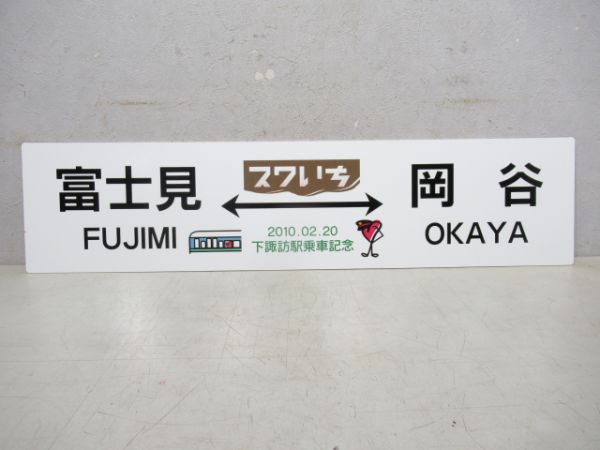 富士見
FUJIMI
スワいち
2010.02.20
下諏訪駅乗車記念
岡谷
OKAYA